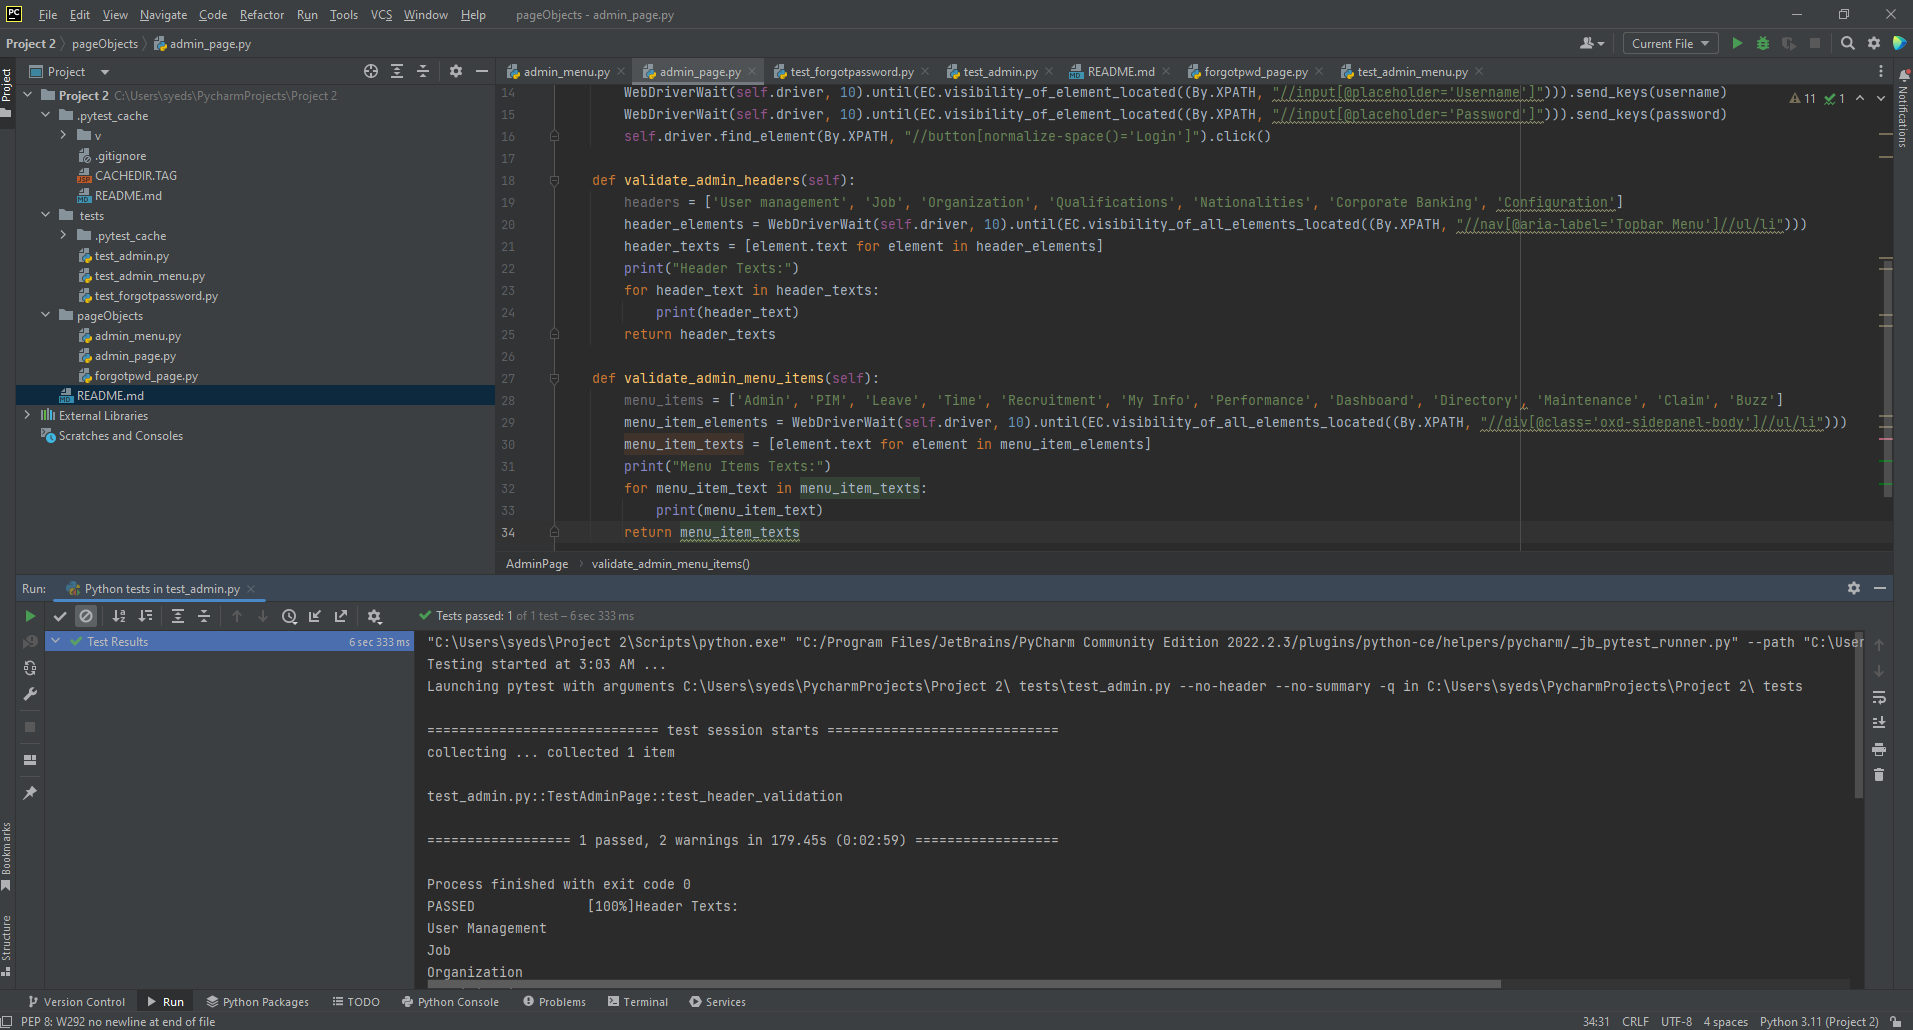 PC File Edit View Navigate Code Refactor Run Tools VCS Window Help pageObjects - admin_page.py
Project 2 pageObjects admin_page.py Current File
Project
Project
admin_menu.py admin_page.py test_forgotpassword.py test_admin.py README.md forgotpwd_page.py test_admin_menu.py
Project 2 C:\Users\syeds\PycharmProjects\Project 2
.pytest_cache
v
.gitignore
CACHEDIR.TAG
README.md
tests
.pytest_cache
test_admin.py
test_admin_menu.py
test_forgotpassword.py
pageObjects
admin_menu.py
admin_page.py
forgotpwd_page.py
README.md
External Libraries
Scratches and Consoles
11 1
Notifications
14 WebDriverWait(self.driver, 10).until(EC.visibility_of_element_located((By.XPATH, "//input[@placeholder='Username']"))).send_keys(username)
15 WebDriverWait(self.driver, 10).until(EC.visibility_of_element_located((By.XPATH, "//input[@placeholder='Password']"))).send_keys(password)
16 self.driver.find_element(By.XPATH, "//button[normalize-space()='Login']").click()
17
18 def validate_admin_headers(self):
19 headers = ['User management', 'Job', 'Organization', 'Qualifications', 'Nationalities', 'Corporate Banking', 'Configuration']
20 header_elements = WebDriverWait(self.driver, 10).until(EC.visibility_of_all_elements_located((By.XPATH, "//nav[@aria-label='Topbar Menu']//ul/li")))
21 header_texts = [element.text for element in header_elements]
22 print("Header Texts:")
23 for header_text in header_texts:
24 print(header_text)
25 return header_texts
26
27 def validate_admin_menu_items(self):
28 menu_items = ['Admin', 'PIM', 'Leave', 'Time', 'Recruitment', 'My Info', 'Performance', 'Dashboard', 'Directory', 'Maintenance', 'Claim', 'Buzz']
29 menu_item_elements = WebDriverWait(self.driver, 10).until(EC.visibility_of_all_elements_located((By.XPATH, "//div[@class='oxd-sidepanel-body']//ul/li")))
30 menu_item_texts = [element.text for element in menu_item_elements]
31 print("Menu Items Texts:")
32 for menu_item_text in menu_item_texts:
33 print(menu_item_text)
34 return menu_item_texts
AdminPage validate_admin_menu_items()
Run: Python tests in test_admin.py
Tests passed: 1 of 1 test – 6 sec 333 ms
Test Results 6 sec 333 ms
"C:\Users\syeds\Project 2\Scripts\python.exe" "C:/Program Files/JetBrains/PyCharm Community Edition 2022.2.3/plugins/python-ce/helpers/pycharm/_jb_pytest_runner.py" --path "C:\User
Testing started at 3:03 AM ...
Launching pytest with arguments C:\Users\syeds\PycharmProjects\Project 2\ tests\test_admin.py --no-header --no-summary -q in C:\Users\syeds\PycharmProjects\Project 2\ tests
============================= test session starts =============================
collecting ... collected 1 item
test_admin.py::TestAdminPage::test_header_validation
================== 1 passed, 2 warnings in 179.45s (0:02:59) ==================
Process finished with exit code 0
PASSED [100%]Header Texts:
User Management
Job
Organization
Bookmarks
Structure
Version Control Run Python Packages TODO Python Console Problems Terminal Services
PEP 8: W292 no newline at end of file 34:31 CRLF UTF-8 4 spaces Python 3.11 (Project 2)